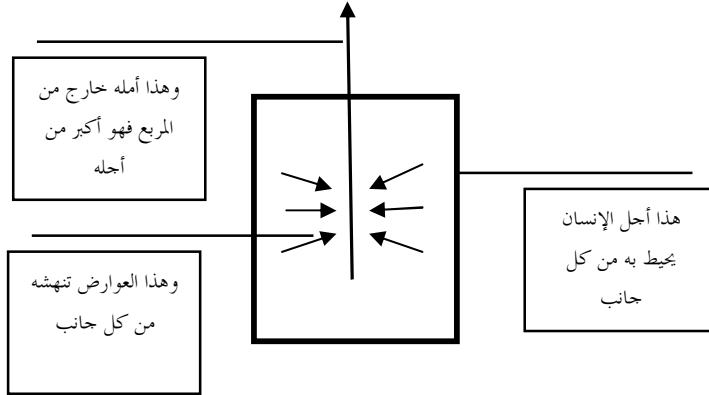 وهذا أمله خارج من
المربع فهو أكبر من
أجله
هذا أجل الإنسان
يحيط به من كل
جانب
وهذا العوارض تنهشه
من كل جانب